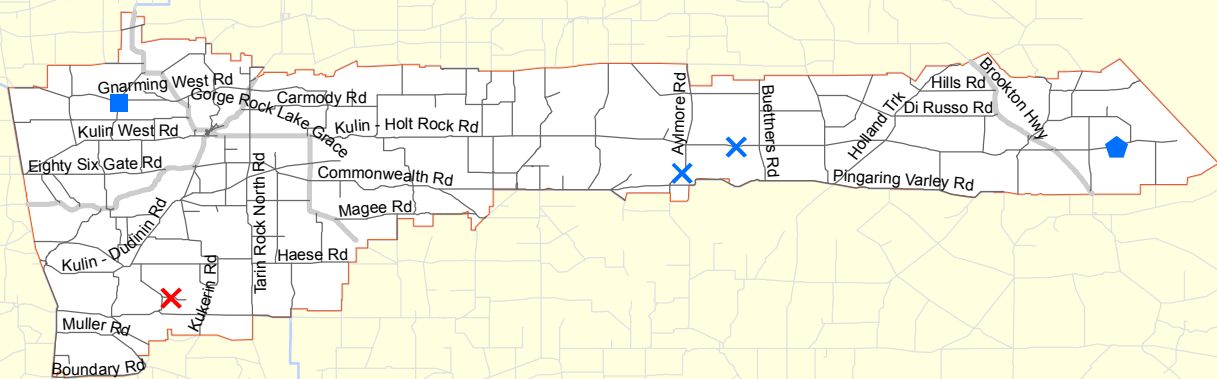 Gnarming West Rd
Gorge Rock Lake Grace
Carmody Rd
Kulin West Rd
Kulin - Holt Rock Rd
Eighty Six Gate Rd
Commonwealth Rd
Magee Rd
Kulin - Dudinin Rd
Tarin Rock North Rd
Haese Rd
Kukerin Rd
Muller Rd
Boundary Rd
Aylmore Rd
Buettners Rd
Holland Trk
Hills Rd
Di Russo Rd
Brookton Hwy
Pingaring Varley Rd